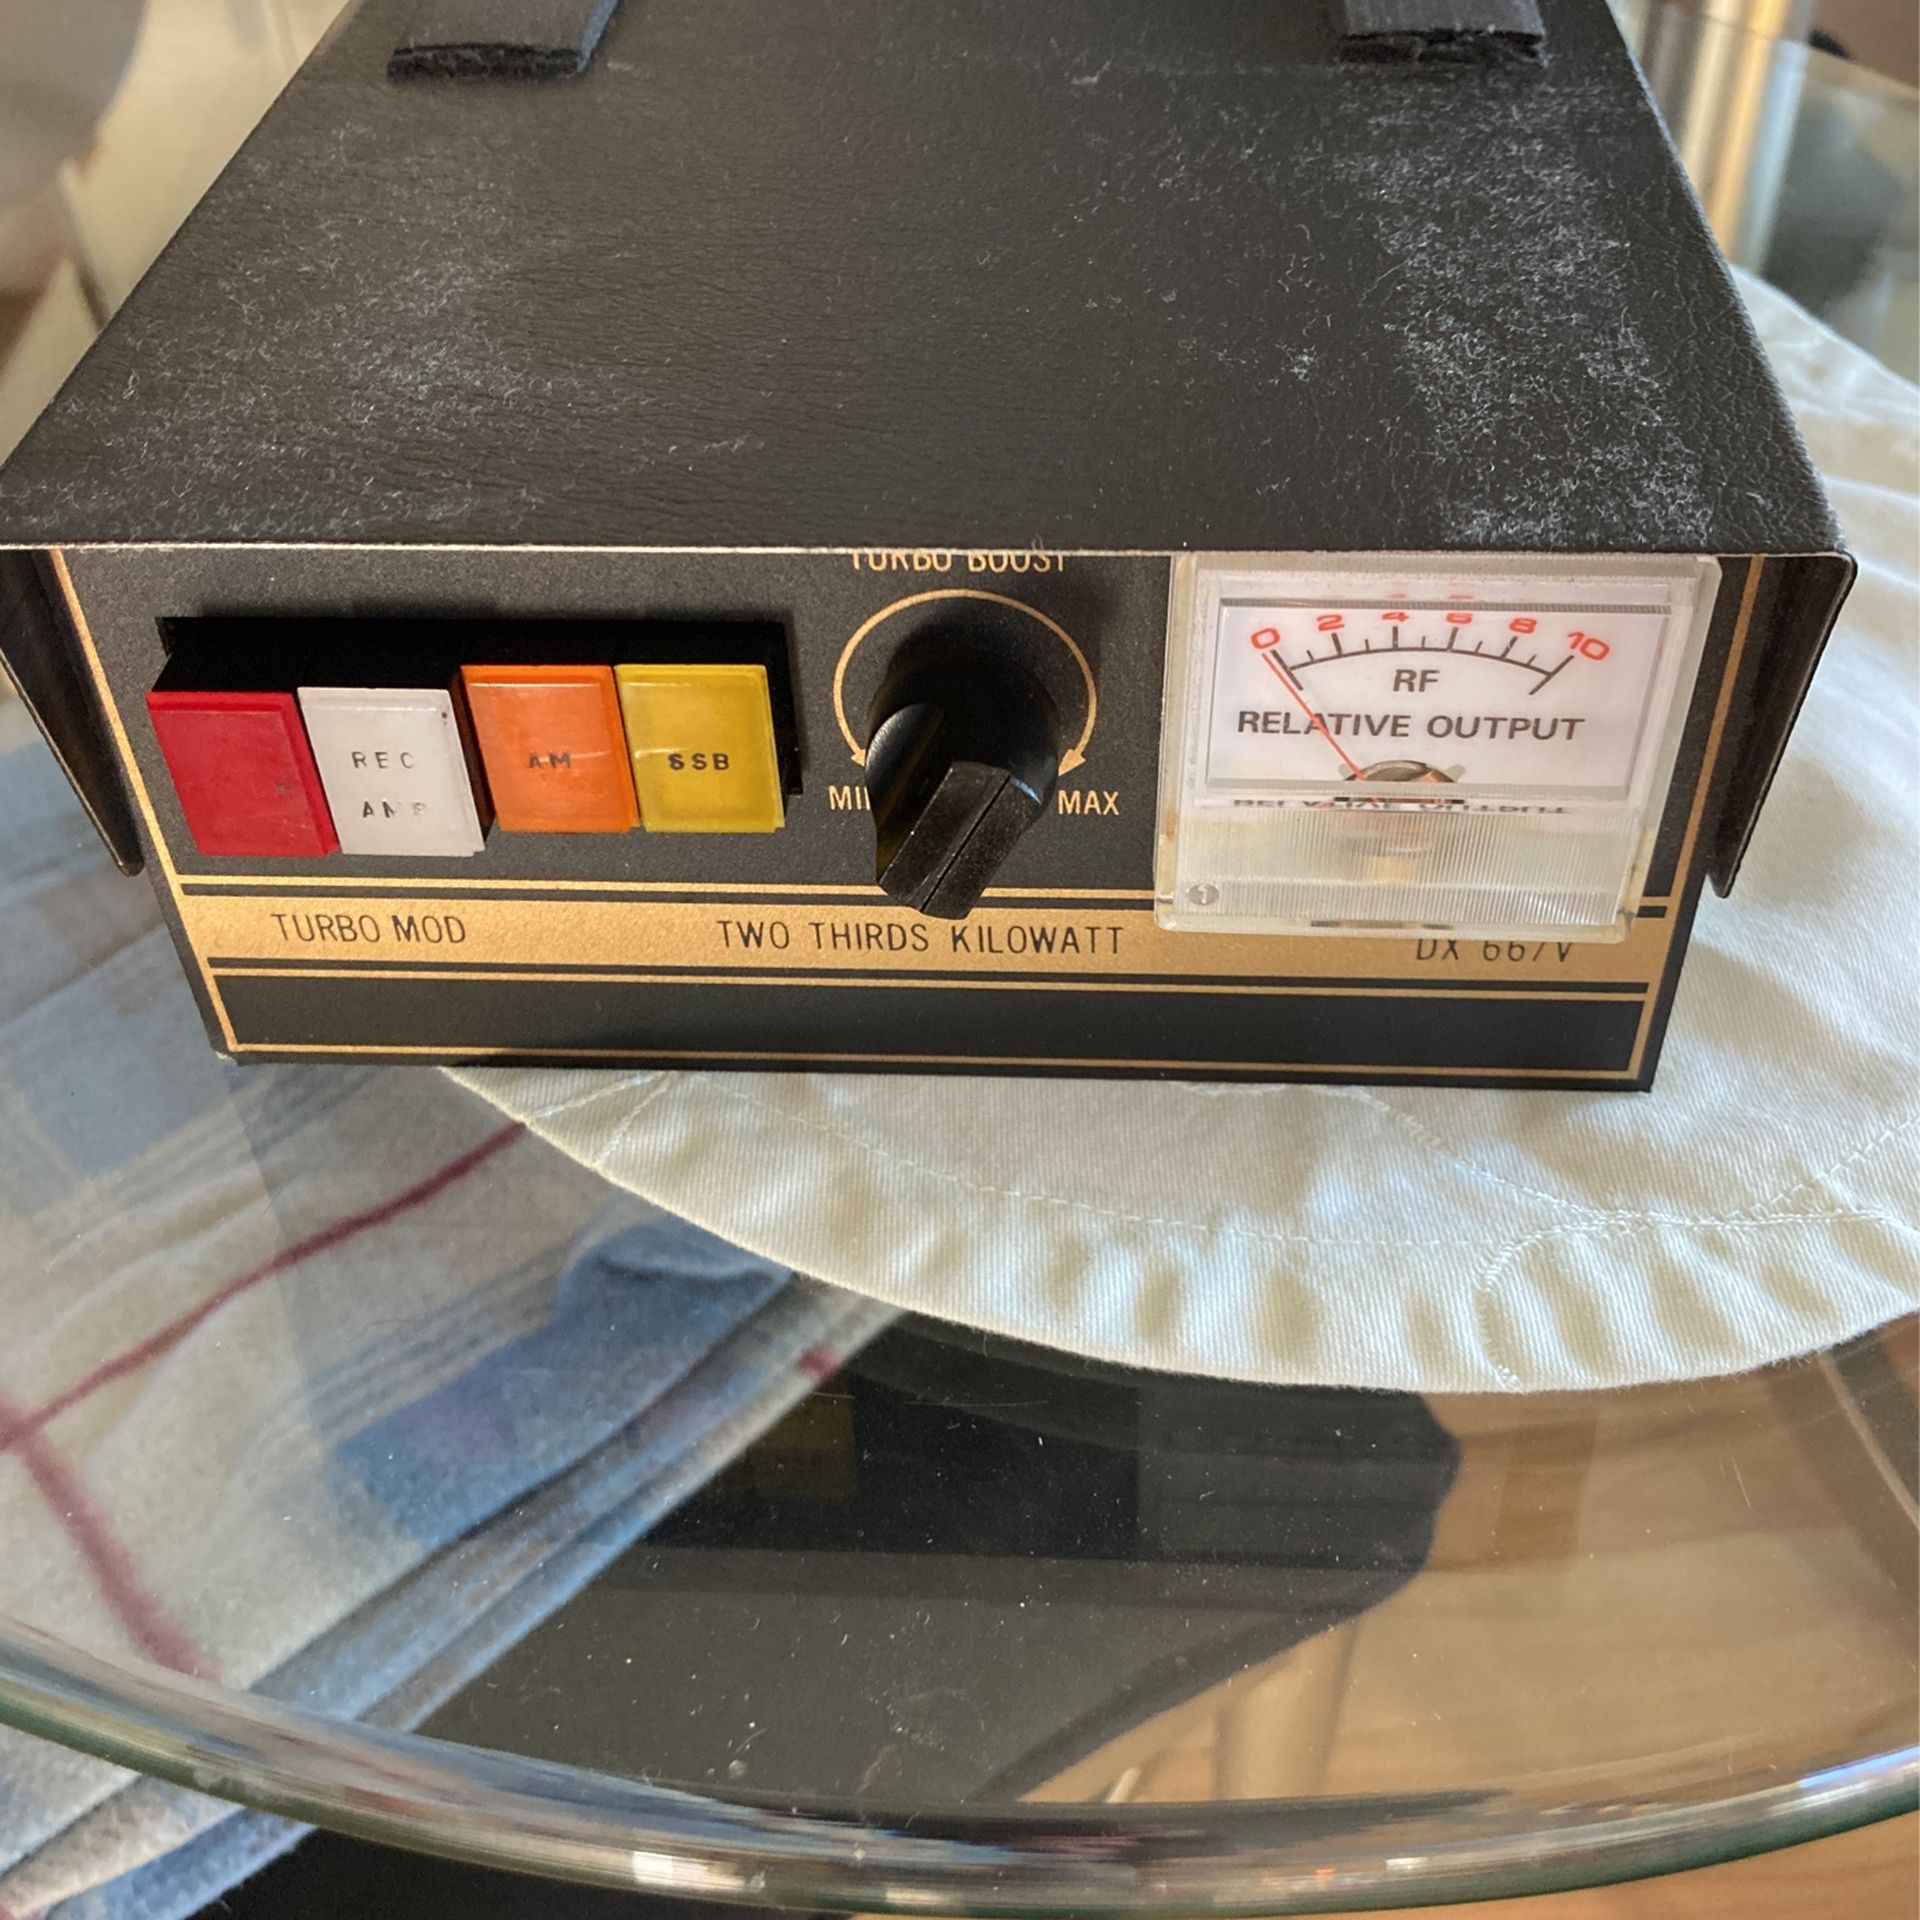 TURBO BOOST
REC
AMP
AM
SSB
MAX
0 2 4 6 8 10
RF
RELATIVE OUTPUT
TURBO MOD
TWO THIRDS KILOWATT
DX 667V